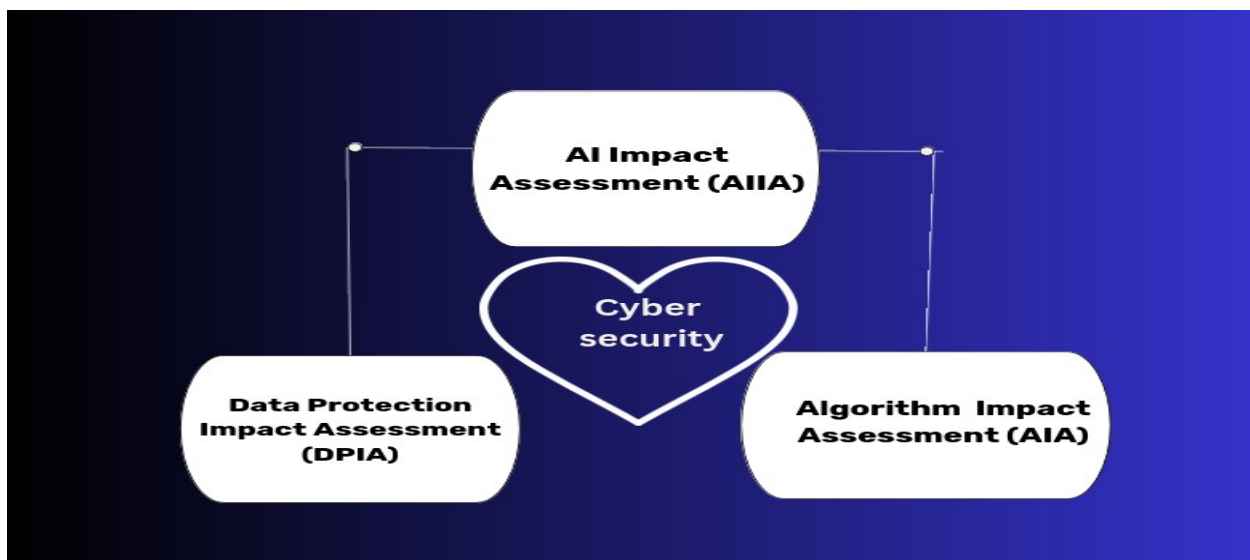 AI Impact
Assessment (AIIA)
Cyber
security
Data Protection
Impact Assessment
(DPIA)
Algorithm Impact
Assessment (AIA)